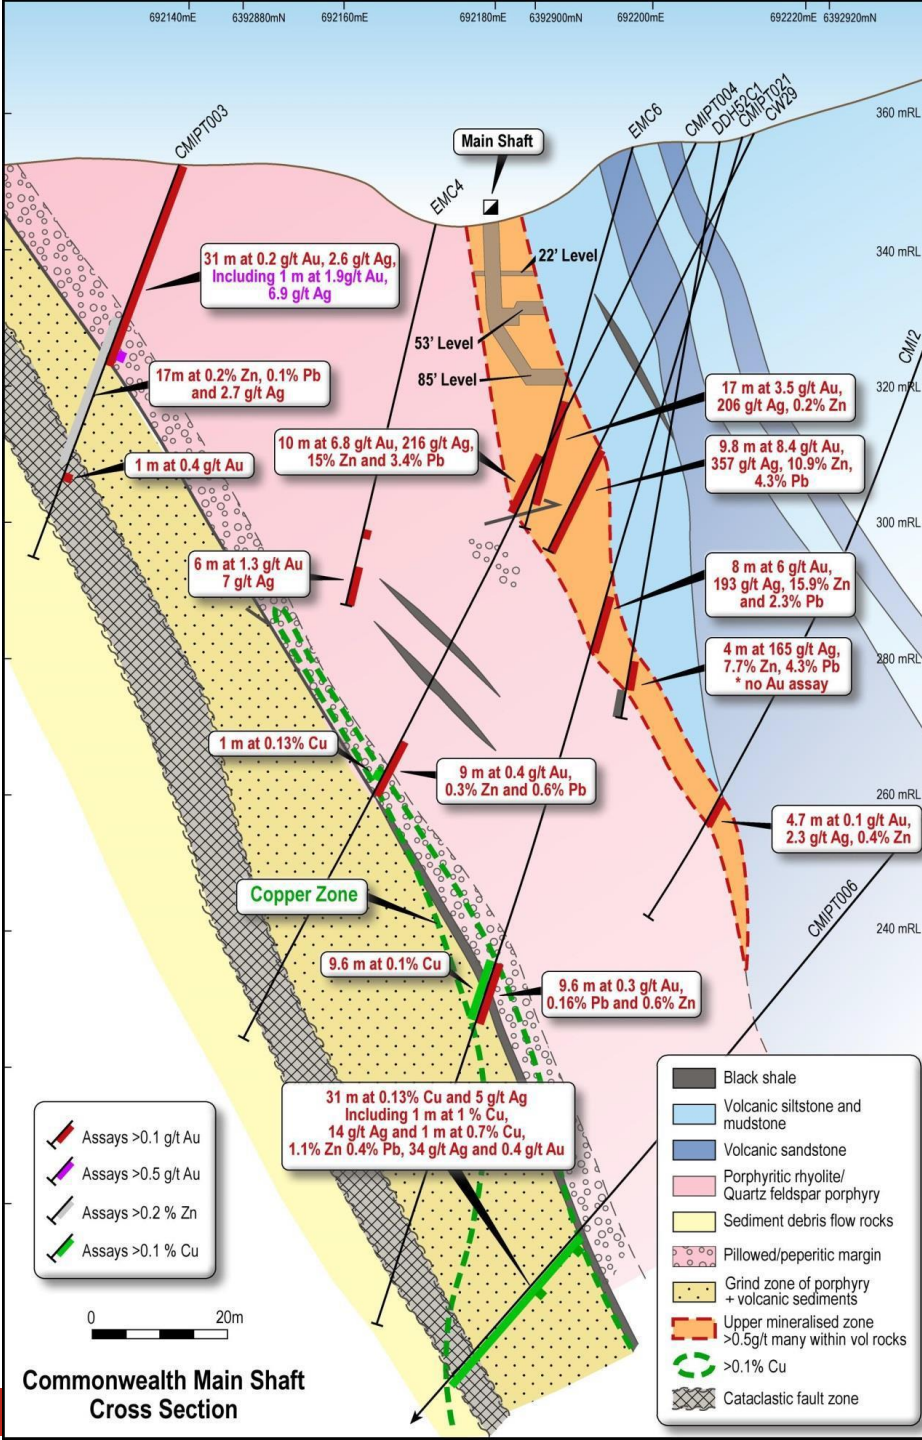 692140mE
6392880mN
692160mE
692180mE
6392900mN
692200mE
692220mE
6392920mN
360 mRL
340 mRL
320 mRL
300 mRL
280 mRL
260 mRL
240 mRL
CMIPT003
EMC4
Main Shaft
EMC6
CMIPT004
DDH52C1
CMIPT021
CW29
CMI2
CMIPT006
22' Level
53' Level
85' Level
31 m at 0.2 g/t Au, 2.6 g/t Ag,
Including 1 m at 1.9g/t Au,
6.9 g/t Ag
17m at 0.2% Zn, 0.1% Pb
and 2.7 g/t Ag
1 m at 0.4 g/t Au
10 m at 6.8 g/t Au, 216 g/t Ag,
15% Zn and 3.4% Pb
17 m at 3.5 g/t Au,
206 g/t Ag, 0.2% Zn
9.8 m at 8.4 g/t Au,
357 g/t Ag, 10.9% Zn,
4.3% Pb
6 m at 1.3 g/t Au
7 g/t Ag
8 m at 6 g/t Au,
193 g/t Ag, 15.9% Zn
and 2.3% Pb
4 m at 165 g/t Ag,
7.7% Zn, 4.3% Pb
* no Au assay
1 m at 0.13% Cu
9 m at 0.4 g/t Au,
0.3% Zn and 0.6% Pb
4.7 m at 0.1 g/t Au,
2.3 g/t Ag, 0.4% Zn
Copper Zone
9.6 m at 0.1% Cu
9.6 m at 0.3 g/t Au,
0.16% Pb and 0.6% Zn
31 m at 0.13% Cu and 5 g/t Ag
Including 1 m at 1% Cu,
14 g/t Ag and 1 m at 0.7% Cu,
1.1% Zn 0.4% Pb, 34 g/t Ag and 0.4 g/t Au
Assays >0.1 g/t Au
Assays >0.5 g/t Au
Assays >0.2 % Zn
Assays >0.1 % Cu
0
20m
Commonwealth Main Shaft
Cross Section
Black shale
Volcanic siltstone and
mudstone
Volcanic sandstone
Porphyritic rhyolite/
Quartz feldspar porphyry
Sediment debris flow rocks
Pillowed/peperitic margin
Grind zone of porphyry
+ volcanic sediments
Upper mineralised zone
>0.5g/t many within vol rocks
>0.1% Cu
Cataclastic fault zone